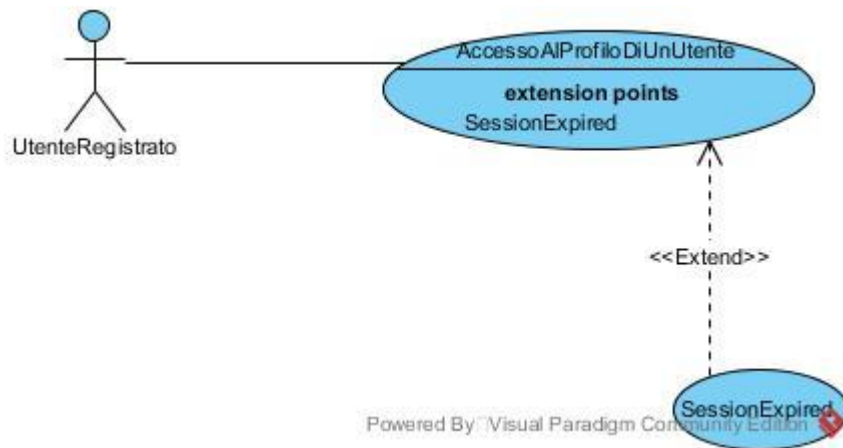 AccessoAlProfiloDiUnUtente
extension points
SessionExpired
UtenteRegistrato
<<Extend>>
SessionExpired
Powered By Visual Paradigm Community Edition